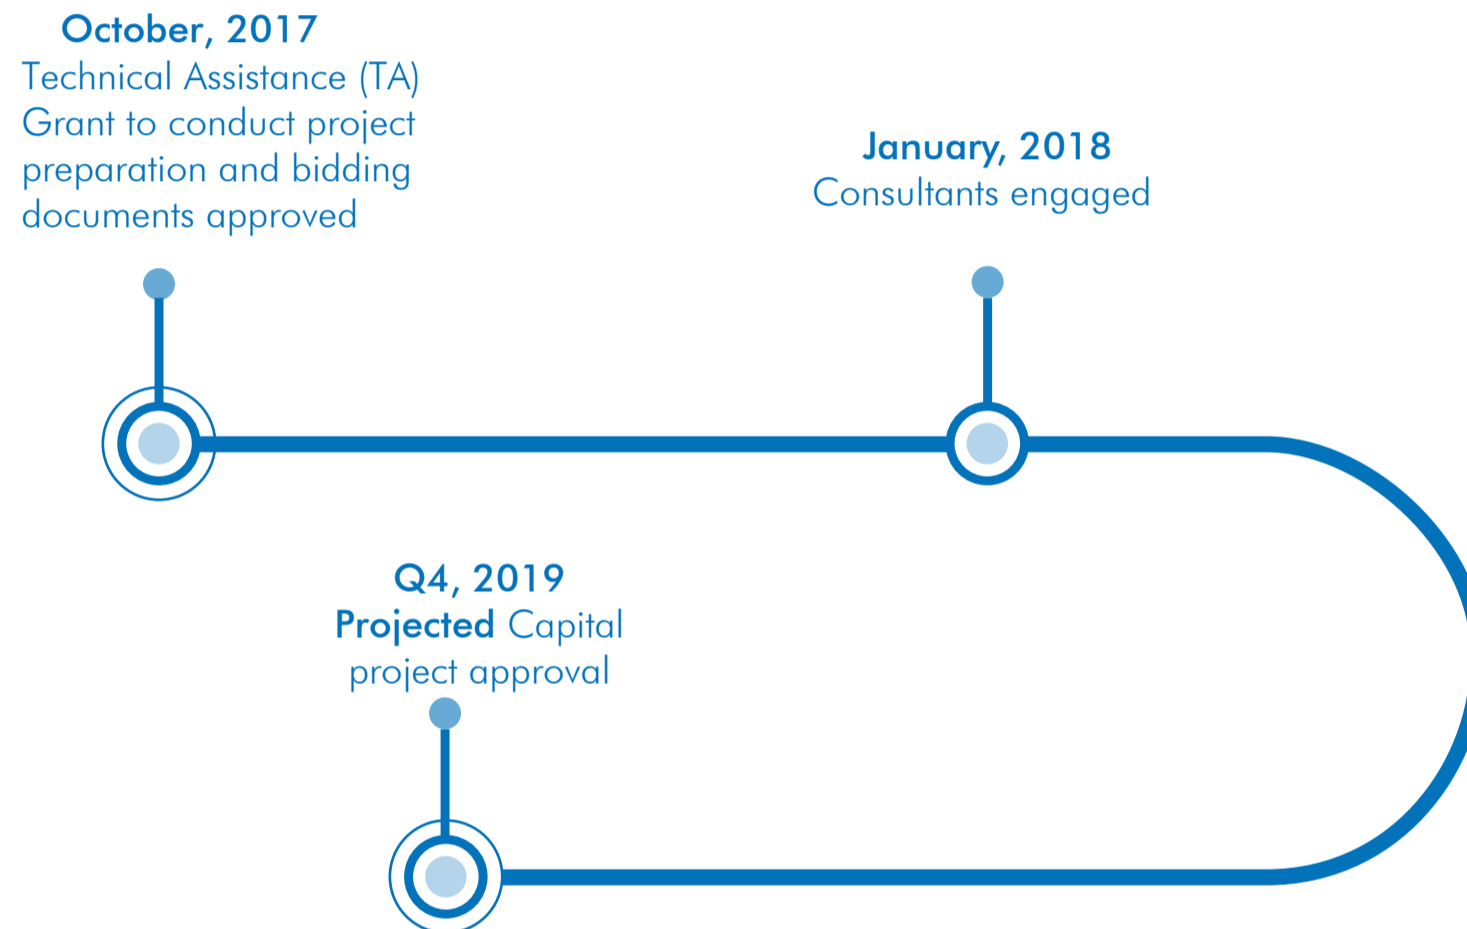 October, 2017
Technical Assistance (TA)
Grant to conduct project
preparation and bidding
documents approved
January, 2018
Consultants engaged
Q4, 2019
Projected Capital
project approval